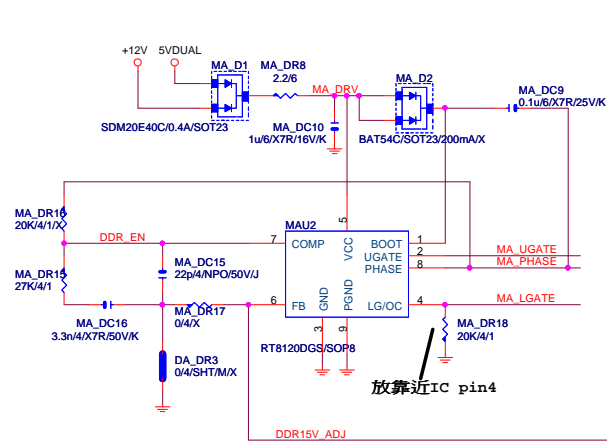 +12V
5VDUAL
MA_D1
MA_DR8
2.2/6
MA_DRV
MA_D2
MA_DC9
0.1u/6/X7R/25V/K
SDM20E40C/0.4A/SOT23
MA_DC10
1u/6/X7R/16V/K
BAT54C/SOT23/200mA/X
MA_DR16
20K/4/1/X
DDR_EN
MAU2
5
7
COMP
VCC
BOOT
1
UGATE
2
MA_UGATE
PHASE
8
MA_PHASE
MA_DR15
27K/4/1
MA_DC15
22p/4/NPO/50V/J
6
FB
GND
PGND
LG/OC
4
MA_LGATE
MA_DC16
3.3n/4/X7R/50V/K
MA_DR17
0/4/X
3
9
MA_DR18
20K/4/1
RT8120DGS/SOP8
DA_DR3
0/4/SHT/M/X
放靠近IC pin4
DDR15V_ADJ